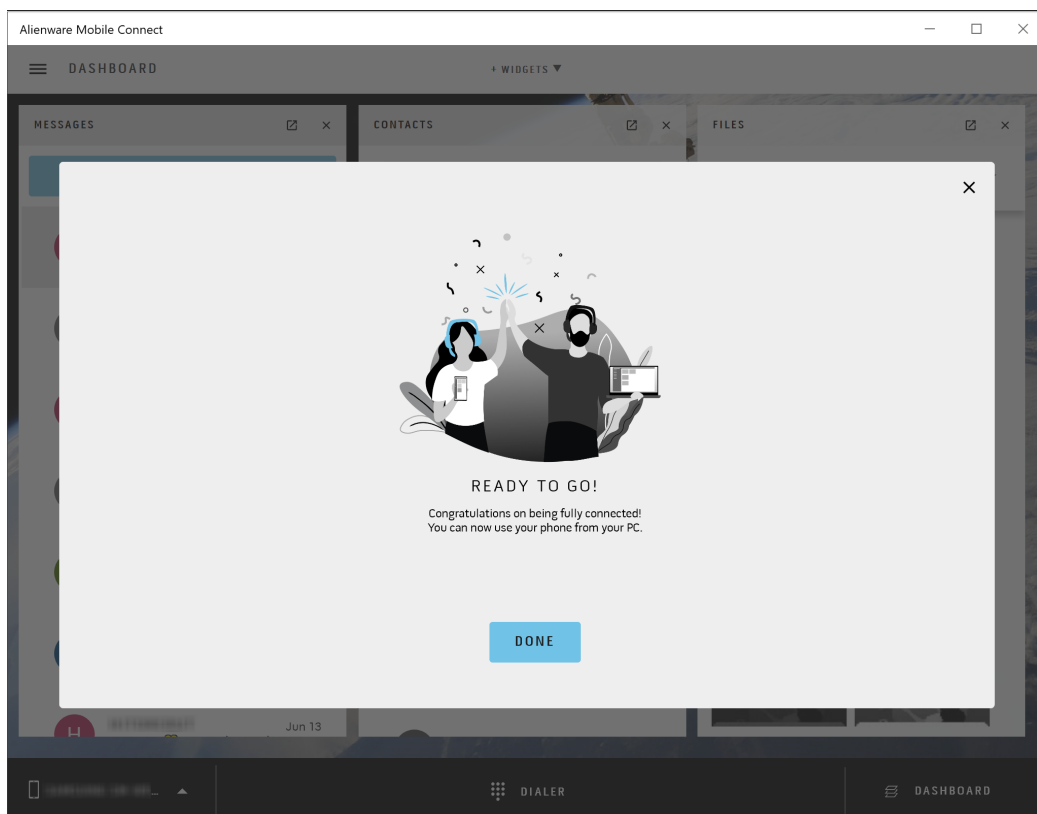 Alienware Mobile Connect
DASHBOARD
+ WIDGETS
MESSAGES
CONTACTS
FILES
READY TO GO!
Congratulations on being fully connected!
You can now use your phone from your PC.
DONE
H
Jun 13
DIALER
DASHBOARD